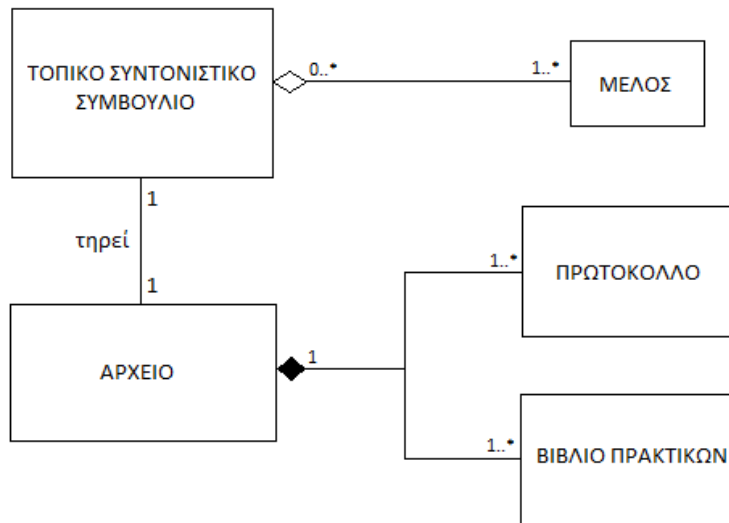 ΤΟΠΙΚΟ ΣΥΝΤΟΝΙΣΤΙΚΟ
ΣΥΜΒΟΥΛΙΟ
0..*
1..*
ΜΕΛΟΣ
1
τηρεί
1
1..*
ΠΡΩΤΟΚΟΛΛΟ
ΑΡΧΕΙΟ
1
1..*
ΒΙΒΛΙΟ ΠΡΑΚΤΙΚΩΝ